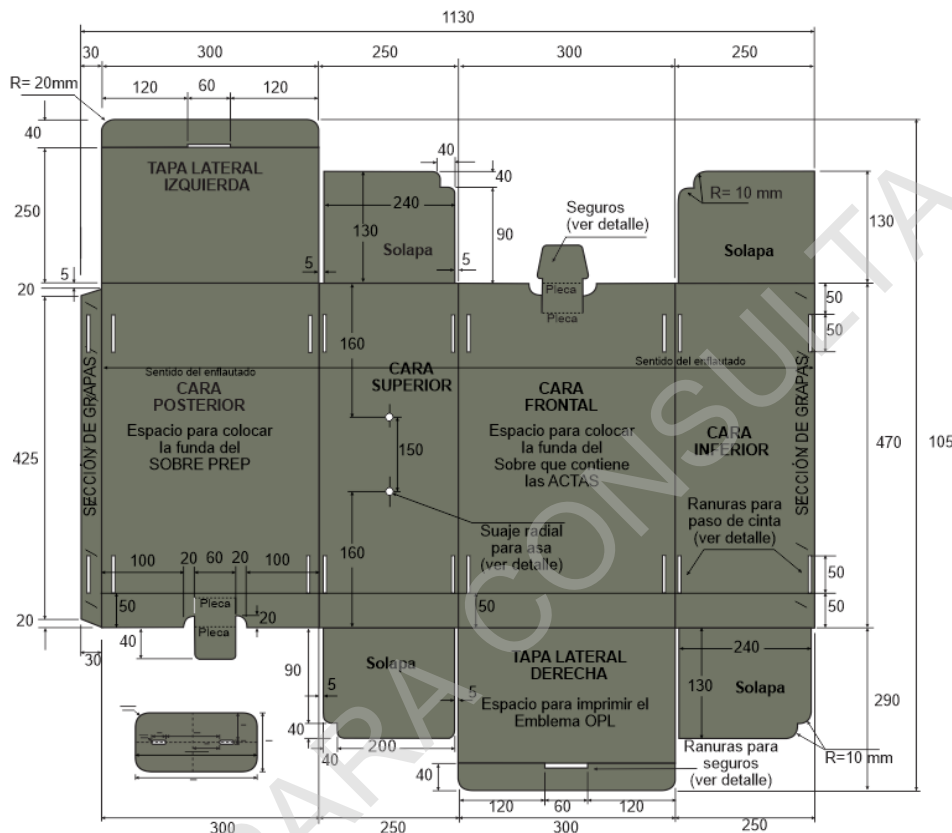 1130
30
300
250
300
250
R= 20mm
120
60
120
40
TAPA LATERAL
IZQUIERDA
40
40
250
240
130
Solapa
90
5
5
Seguros
(ver detalle)
R= 10 mm
Solapa
130
5
20
Pleca
Pleca
50
50
160
Sentido del enflautado
Sentido del enflautado
CARA
SUPERIOR
CARA
POSTERIOR
Espacio para colocar
la funda del
SOBRE PREP
CARA
FRONTAL
Espacio para colocar
la funda del
Sobre que contiene
las ACTAS
CARA
INFERIOR
SECCIÓN DE GRAPAS
SECCIÓN DE GRAPAS
425
150
470
105
Suaje radial
para asa
(ver detalle)
Ranuras para
paso de cinta
(ver detalle)
160
100
20
60
20
100
50
50
50
50
Pleca
Pleca
20
20
40
30
90
Solapa
5
5
TAPA LATERAL
DERECHA
Espacio para imprimir el
Emblema OPL
240
130
Solapa
290
40
200
40
Ranuras para
seguros
(ver detalle)
R=10 mm
40
120
60
120
300
250
300
250
PARA CONSULTA